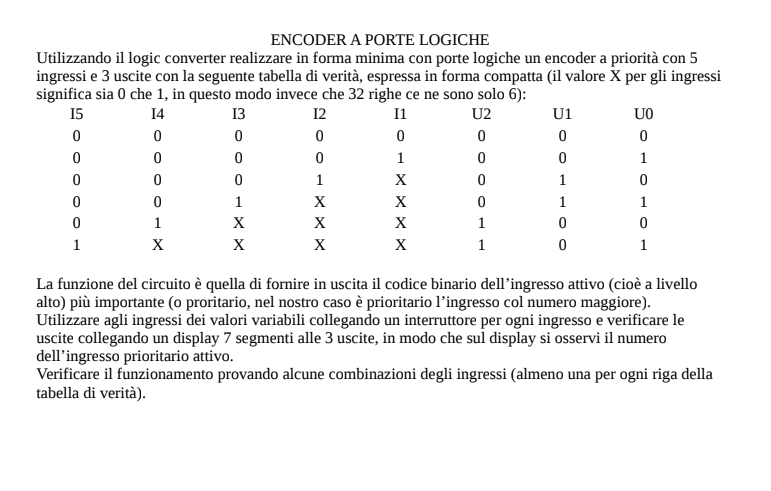 ENCODER A PORTE LOGICHE
Utilizzando il logic converter realizzare in forma minima con porte logiche un encoder a priorità con 5
ingressi e 3 uscite con la seguente tabella di verità, espressa in forma compatta (il valore X per gli ingressi
significa sia 0 che 1, in questo modo invece che 32 righe ce ne sono solo 6):
I5 I4 I3 I2 I1 U2 U1 U0
0 0 0 0 0 0 0 0
0 0 0 0 1 0 0 1
0 0 0 1 X 0 1 0
0 0 1 X X 0 1 1
0 1 X X X 1 0 0
1 X X X X 1 0 1
La funzione del circuito è quella di fornire in uscita il codice binario dell’ingresso attivo (cioè a livello
alto) più importante (o proritario, nel nostro caso è prioritario l’ingresso col numero maggiore).
Utilizzare agli ingressi dei valori variabili collegando un interruttore per ogni ingresso e verificare le
uscite collegando un display 7 segmenti alle 3 uscite, in modo che sul display si osservi il numero
dell’ingresso prioritario attivo.
Verificare il funzionamento provando alcune combinazioni degli ingressi (almeno una per ogni riga della
tabella di verità).